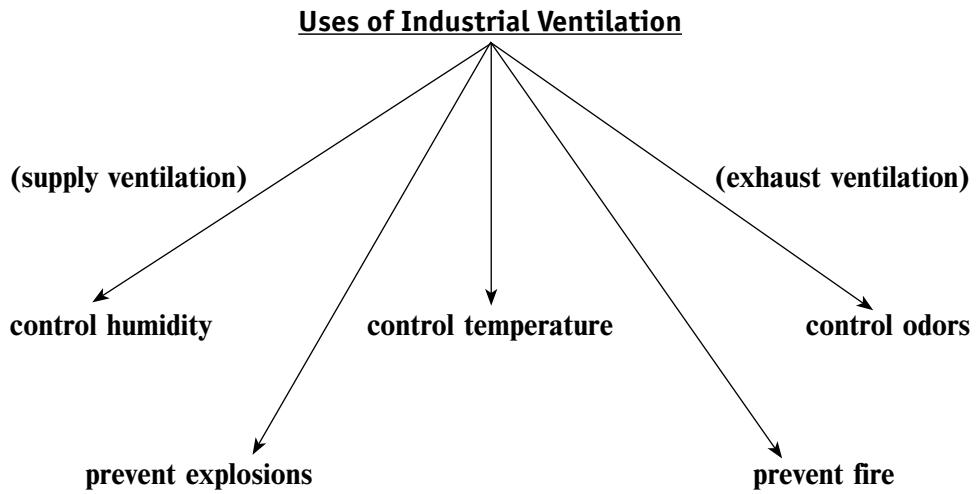 Uses of Industrial Ventilation
(supply ventilation)
(exhaust ventilation)
control humidity
control temperature
control odors
prevent explosions
prevent fire